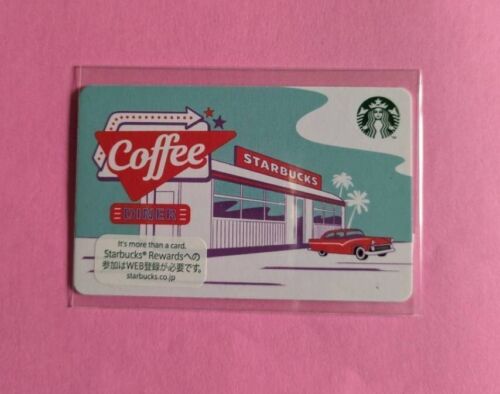 Coffee
DINER
STARBUCKS
It's more than a card.
Starbucks® Rewardsへの
参加はWEB登録が必要です。
starbucks.co.jp